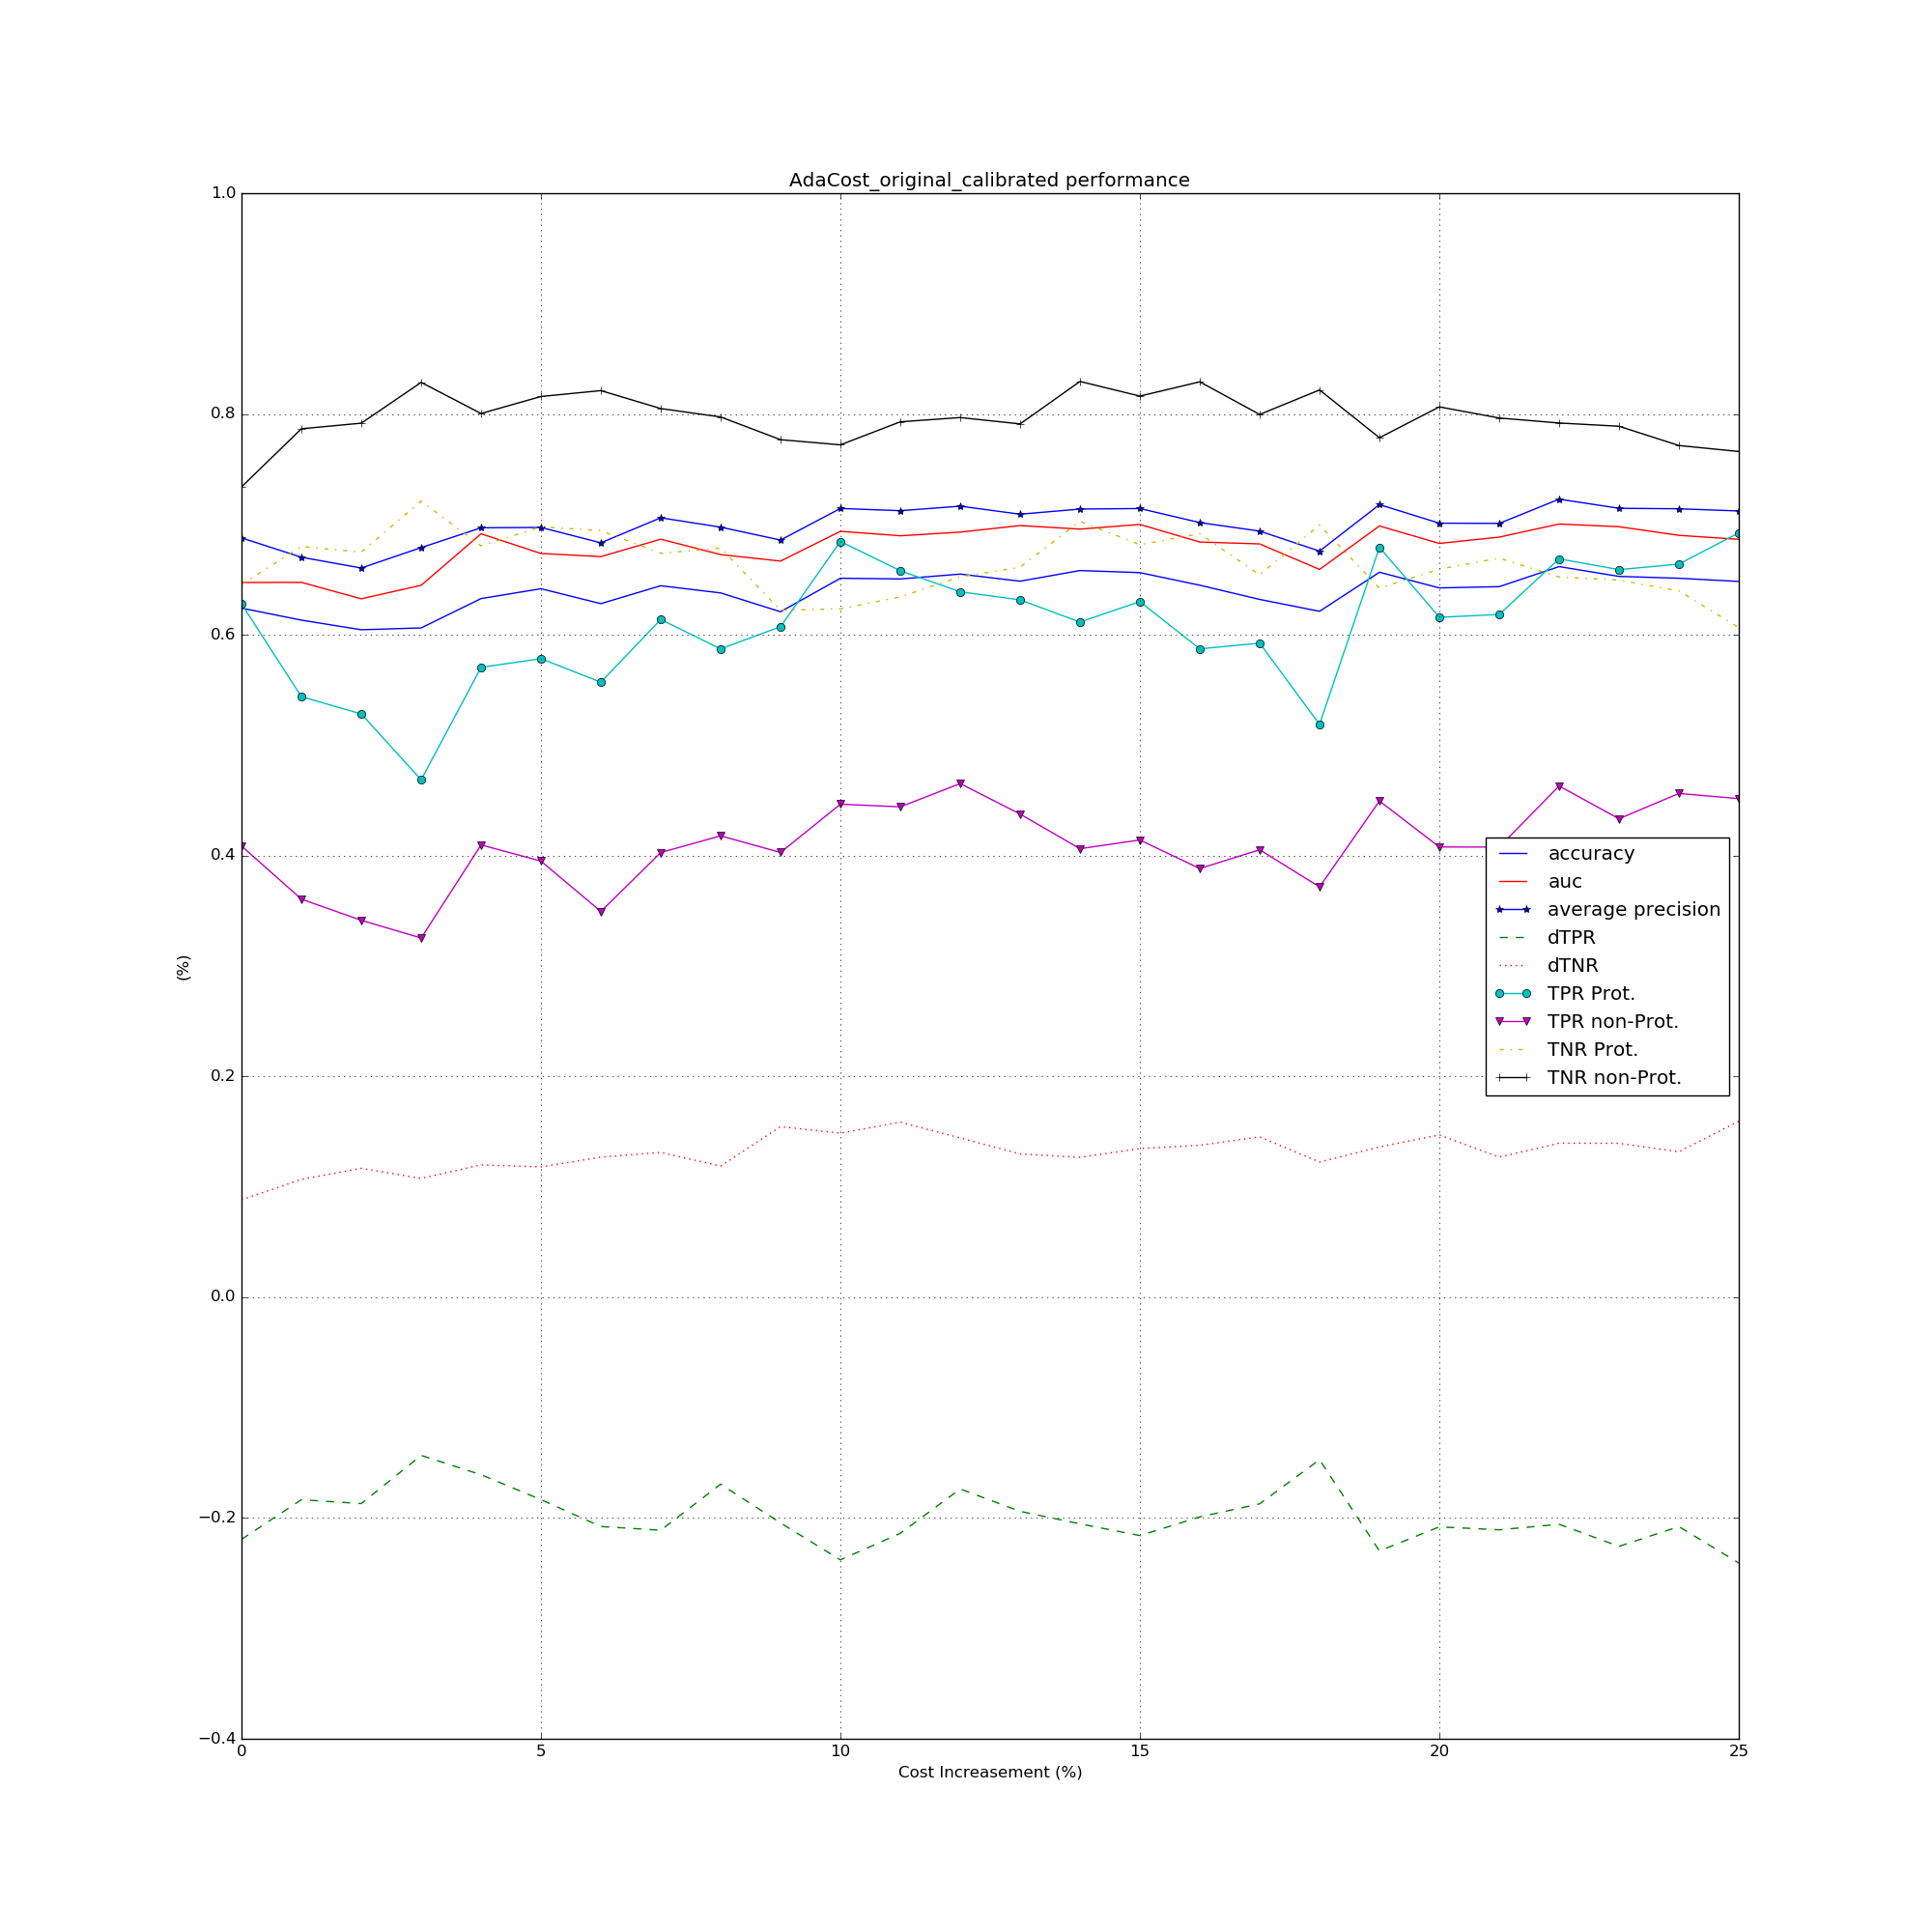 AdaCost_original_calibrated performance
1.0
0.8
0.6
0.4
0.2
0.0
−0.2
−0.4
(%)
accuracy
auc
average precision
dTPR
dTNR
TPR Prot.
TPR non-Prot.
TNR Prot.
TNR non-Prot.
0 5 10 15 20 25
Cost Increasement (%)